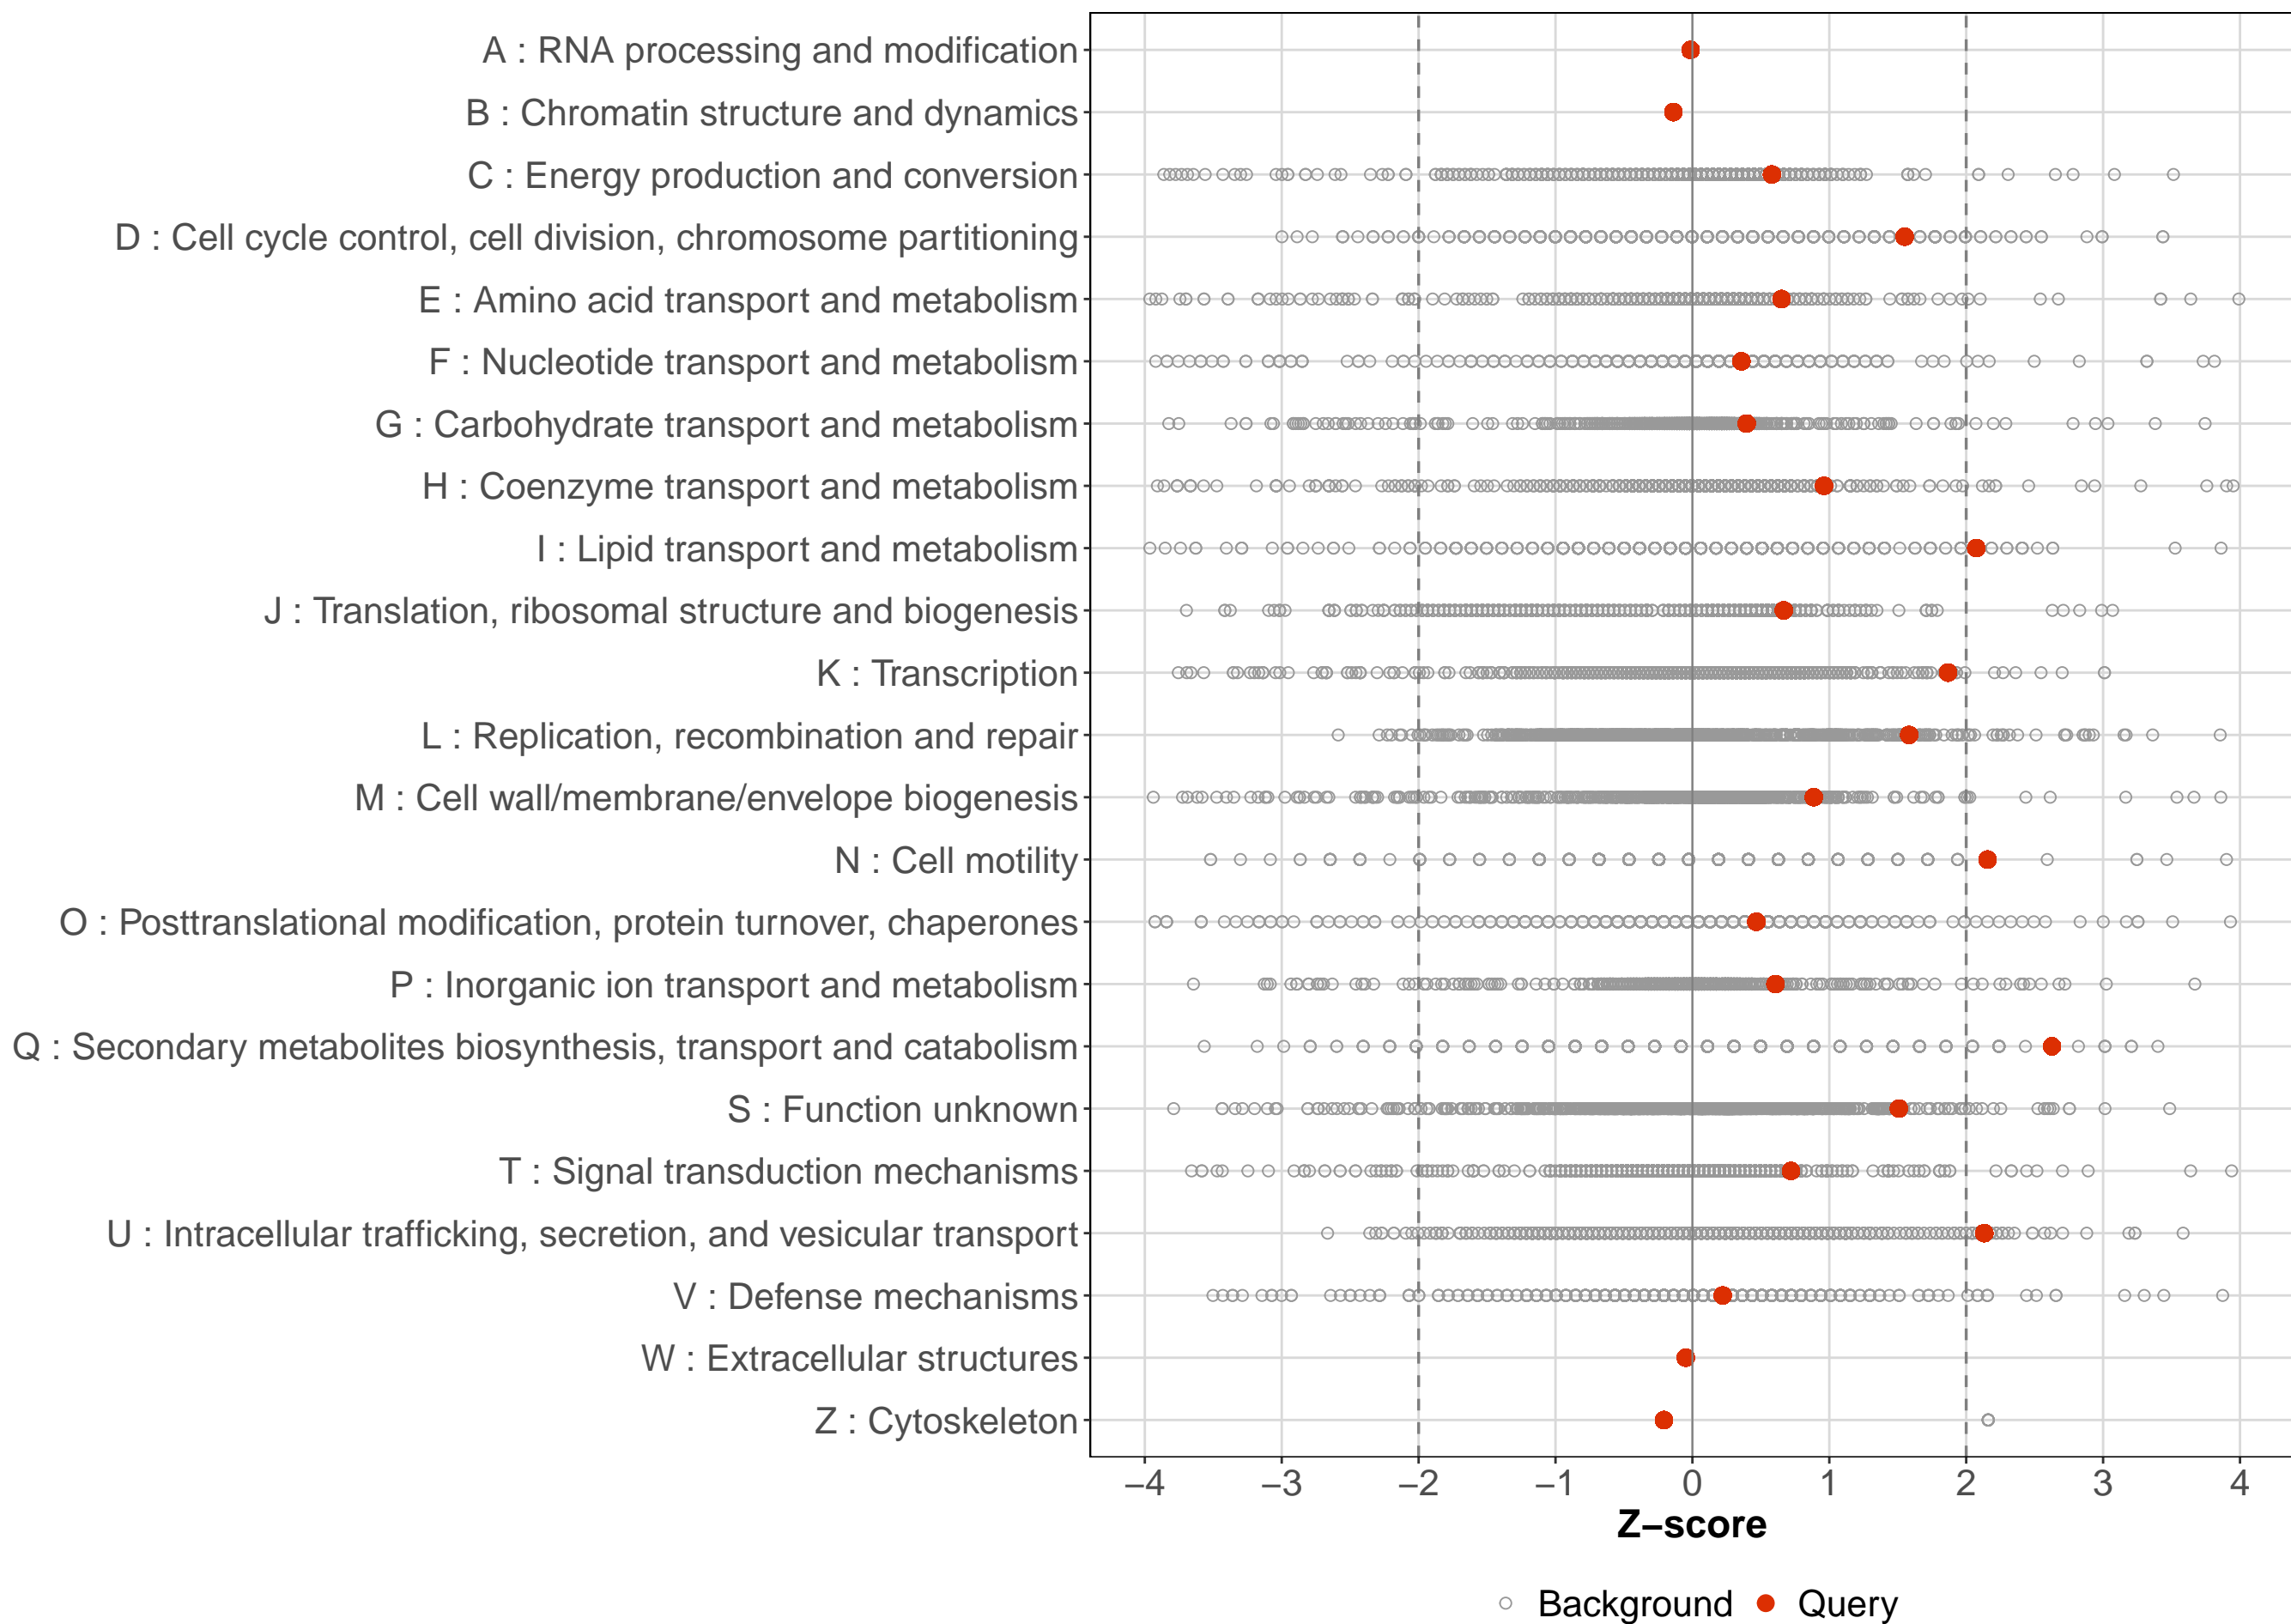 A : RNA processing and modification
B : Chromatin structure and dynamics
C : Energy production and conversion
D : Cell cycle control, cell division, chromosome partitioning
E : Amino acid transport and metabolism
F : Nucleotide transport and metabolism
G : Carbohydrate transport and metabolism
H : Coenzyme transport and metabolism
I : Lipid transport and metabolism
J : Translation, ribosomal structure and biogenesis
K : Transcription
L : Replication, recombination and repair
M : Cell wall/membrane/envelope biogenesis
N : Cell motility
O : Posttranslational modification, protein turnover, chaperones
P : Inorganic ion transport and metabolism
Q : Secondary metabolites biosynthesis, transport and catabolism
S : Function unknown
T : Signal transduction mechanisms
U : Intracellular trafficking, secretion, and vesicular transport
V : Defense mechanisms
W : Extracellular structures
Z : Cytoskeleton
−4 −3 −2 −1 0 1 2 3 4
Z−score
Background Query